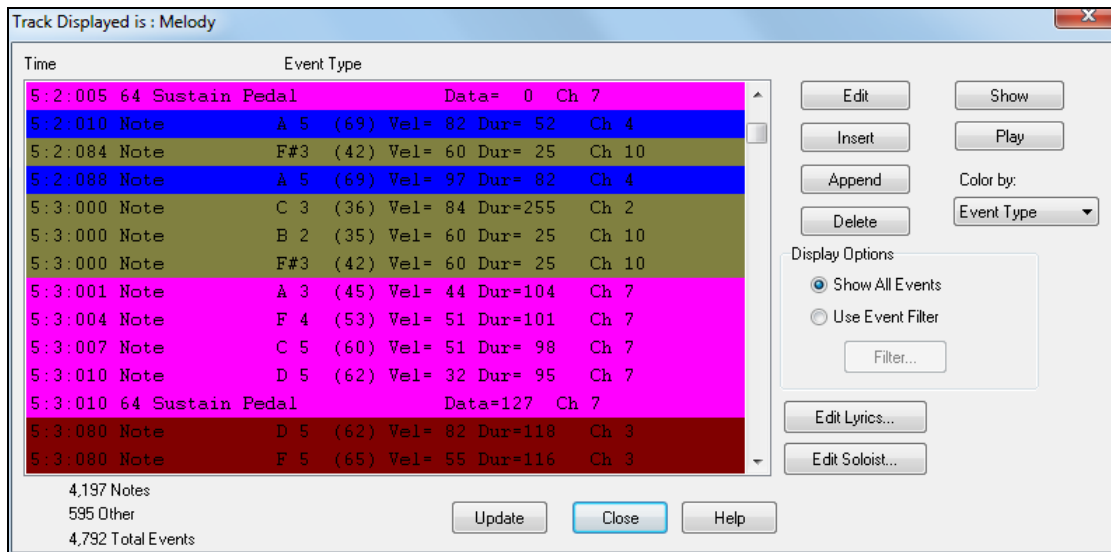 Track Displayed is : Melody
Time Event Type
5:2:005 64 Sustain Pedal Data= 0 Ch 7
5:2:010 Note A 5 (69) Vel= 82 Dur= 52 Ch 4
5:2:084 Note F#3 (42) Vel= 60 Dur= 25 Ch 10
5:2:088 Note A 5 (69) Vel= 97 Dur= 82 Ch 4
5:3:000 Note C 3 (36) Vel= 84 Dur=255 Ch 2
5:3:000 Note B 2 (35) Vel= 60 Dur= 25 Ch 10
5:3:000 Note F#3 (42) Vel= 60 Dur= 25 Ch 10
5:3:001 Note A 3 (45) Vel= 44 Dur=104 Ch 7
5:3:004 Note F 4 (53) Vel= 51 Dur=101 Ch 7
5:3:007 Note C 5 (60) Vel= 51 Dur= 98 Ch 7
5:3:010 Note D 5 (62) Vel= 32 Dur= 95 Ch 7
5:3:010 64 Sustain Pedal Data=127 Ch 7
5:3:080 Note D 5 (62) Vel= 82 Dur=118 Ch 3
5:3:080 Note F 5 (65) Vel= 55 Dur=116 Ch 3
Edit Show
Insert Play
Append Color by:
Delete Event Type
Display Options
Show All Events
Use Event Filter
Filter...
Edit Lyrics...
Edit Soloist...
4,197 Notes
595 Other
4,792 Total Events
Update Close Help